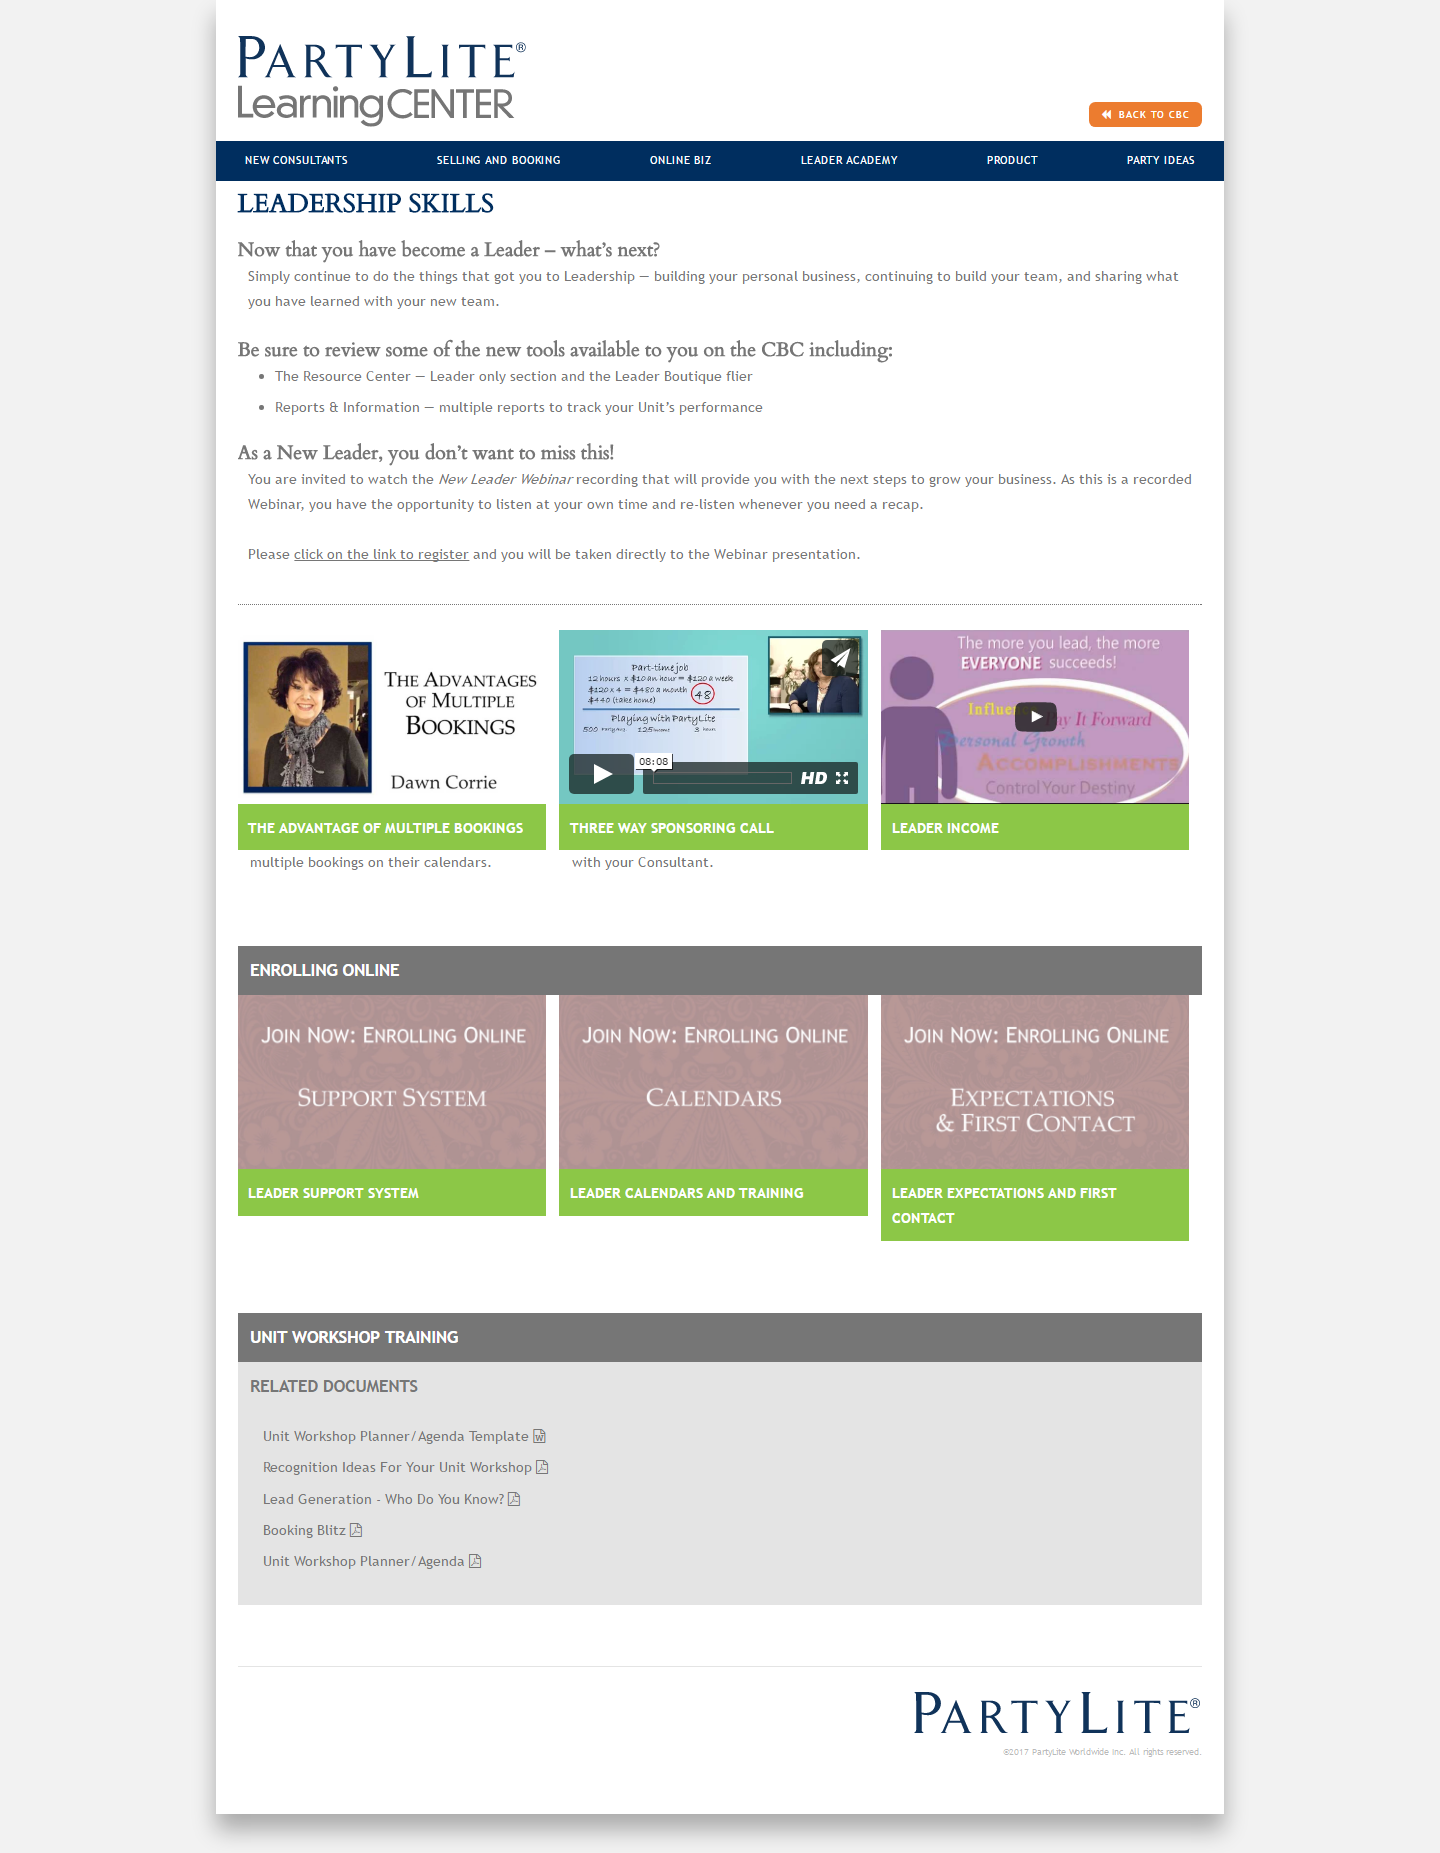 PARTYLITE®
LearningCENTER
BACK TO CBC
NEW CONSULTANTS SELLING AND BOOKING ONLINE BIZ LEADER ACADEMY PRODUCT PARTY IDEAS
LEADERSHIP SKILLS
Now that you have become a Leader – what's next?
Simply continue to do the things that got you to Leadership — building your personal business, continuing to build your team, and sharing what
you have learned with your new team.
Be sure to review some of the new tools available to you on the CBC including:
• The Resource Center — Leader only section and the Leader Boutique flier
• Reports & Information — multiple reports to track your Unit's performance
As a New Leader, you don't want to miss this!
You are invited to watch the New Leader Webinar recording that will provide you with the next steps to grow your business. As this is a recorded
Webinar, you have the opportunity to listen at your own time and re-listen whenever you need a recap.
Please click on the link to register and you will be taken directly to the Webinar presentation.
THE ADVANTAGES
OF MULTIPLE
BOOKINGS
Dawn Corrie
THE ADVANTAGE OF MULTIPLE BOOKINGS
multiple bookings on their calendars.
Part-time job
12 hours x $10 an hour = $120 a week
$120 x 4 = $480 a month 48
$440 (take home)
Playing with PartyLite
500 Party Avg. 125 income 3 hours
08:08
HD
THREE WAY SPONSORING CALL
with your Consultant.
The more you lead, the more
EVERYONE succeeds!
Pay It Forward
Personal Growth
ACCOMPLISHMENTS
Control Your Destiny
LEADER INCOME
ENROLLING ONLINE
JOIN NOW: ENROLLING ONLINE
SUPPORT SYSTEM
LEADER SUPPORT SYSTEM
JOIN NOW: ENROLLING ONLINE
CALENDARS
LEADER CALENDARS AND TRAINING
JOIN NOW: ENROLLING ONLINE
EXPECTATIONS
& FIRST CONTACT
LEADER EXPECTATIONS AND FIRST
CONTACT
UNIT WORKSHOP TRAINING
RELATED DOCUMENTS
Unit Workshop Planner/Agenda Template
Recognition Ideas For Your Unit Workshop
Lead Generation - Who Do You Know?
Booking Blitz
Unit Workshop Planner/Agenda
PARTYLITE®
©2017 PartyLite Worldwide Inc. All rights reserved.